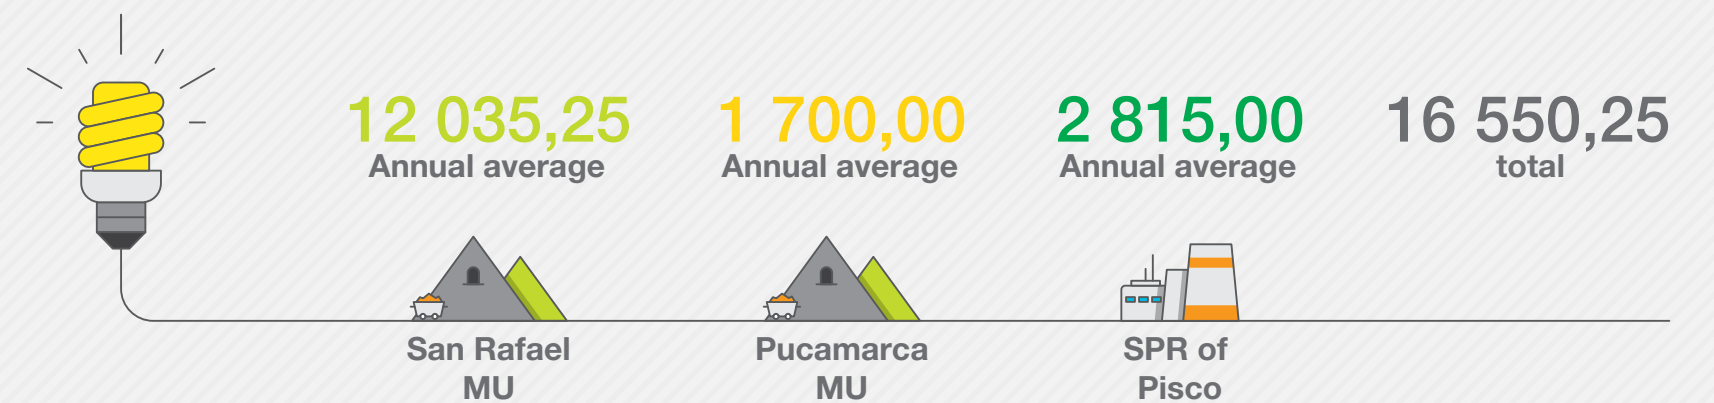 12 035,25
Annual average
1 700,00
Annual average
2 815,00
Annual average
16 550,25
total
San Rafael
MU
Pucamarca
MU
SPR of
Pisco